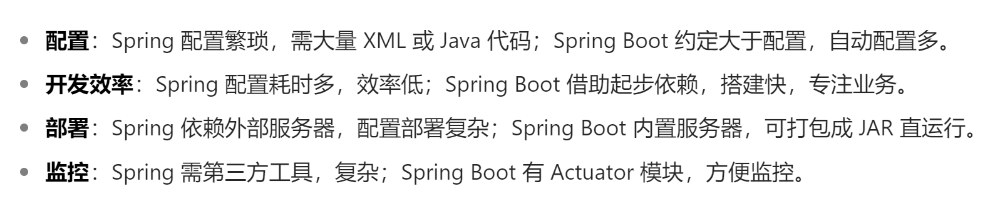 • 配置：Spring 配置繁琐，需大量 XML 或 Java 代码；Spring Boot 约定大于配置，自动配置多。
• 开发效率：Spring 配置耗时多，效率低；Spring Boot 借助起步依赖，搭建快，专注业务。
• 部署：Spring 依赖外部服务器，配置部署复杂；Spring Boot 内置服务器，可打包成 JAR 直运行。
• 监控：Spring 需第三方工具，复杂；Spring Boot 有 Actuator 模块，方便监控。